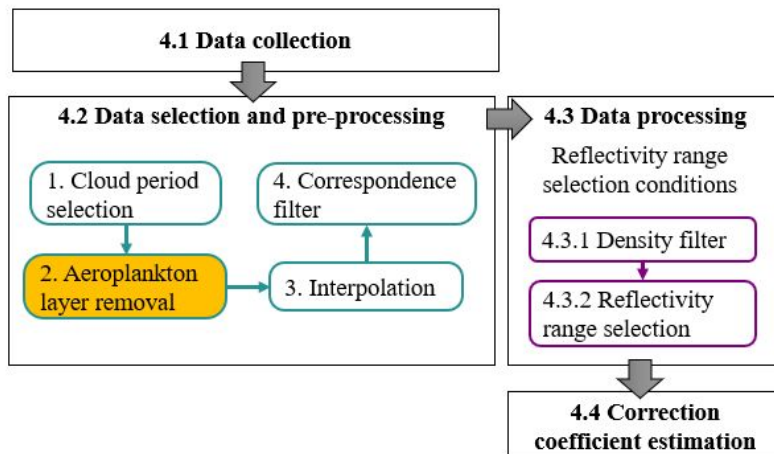 4.1 Data collection
4.2 Data selection and pre-processing
1. Cloud period
selection
2. Aeroplankton
layer removal
3. Interpolation
4. Correspondence
filter
4.3 Data processing
Reflectivity range
selection conditions
4.3.1 Density filter
4.3.2 Reflectivity
range selection
4.4 Correction
coefficient estimation